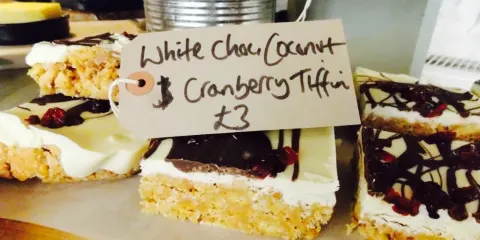 White Choc, Coconut
& Cranberry Tiffin
£3